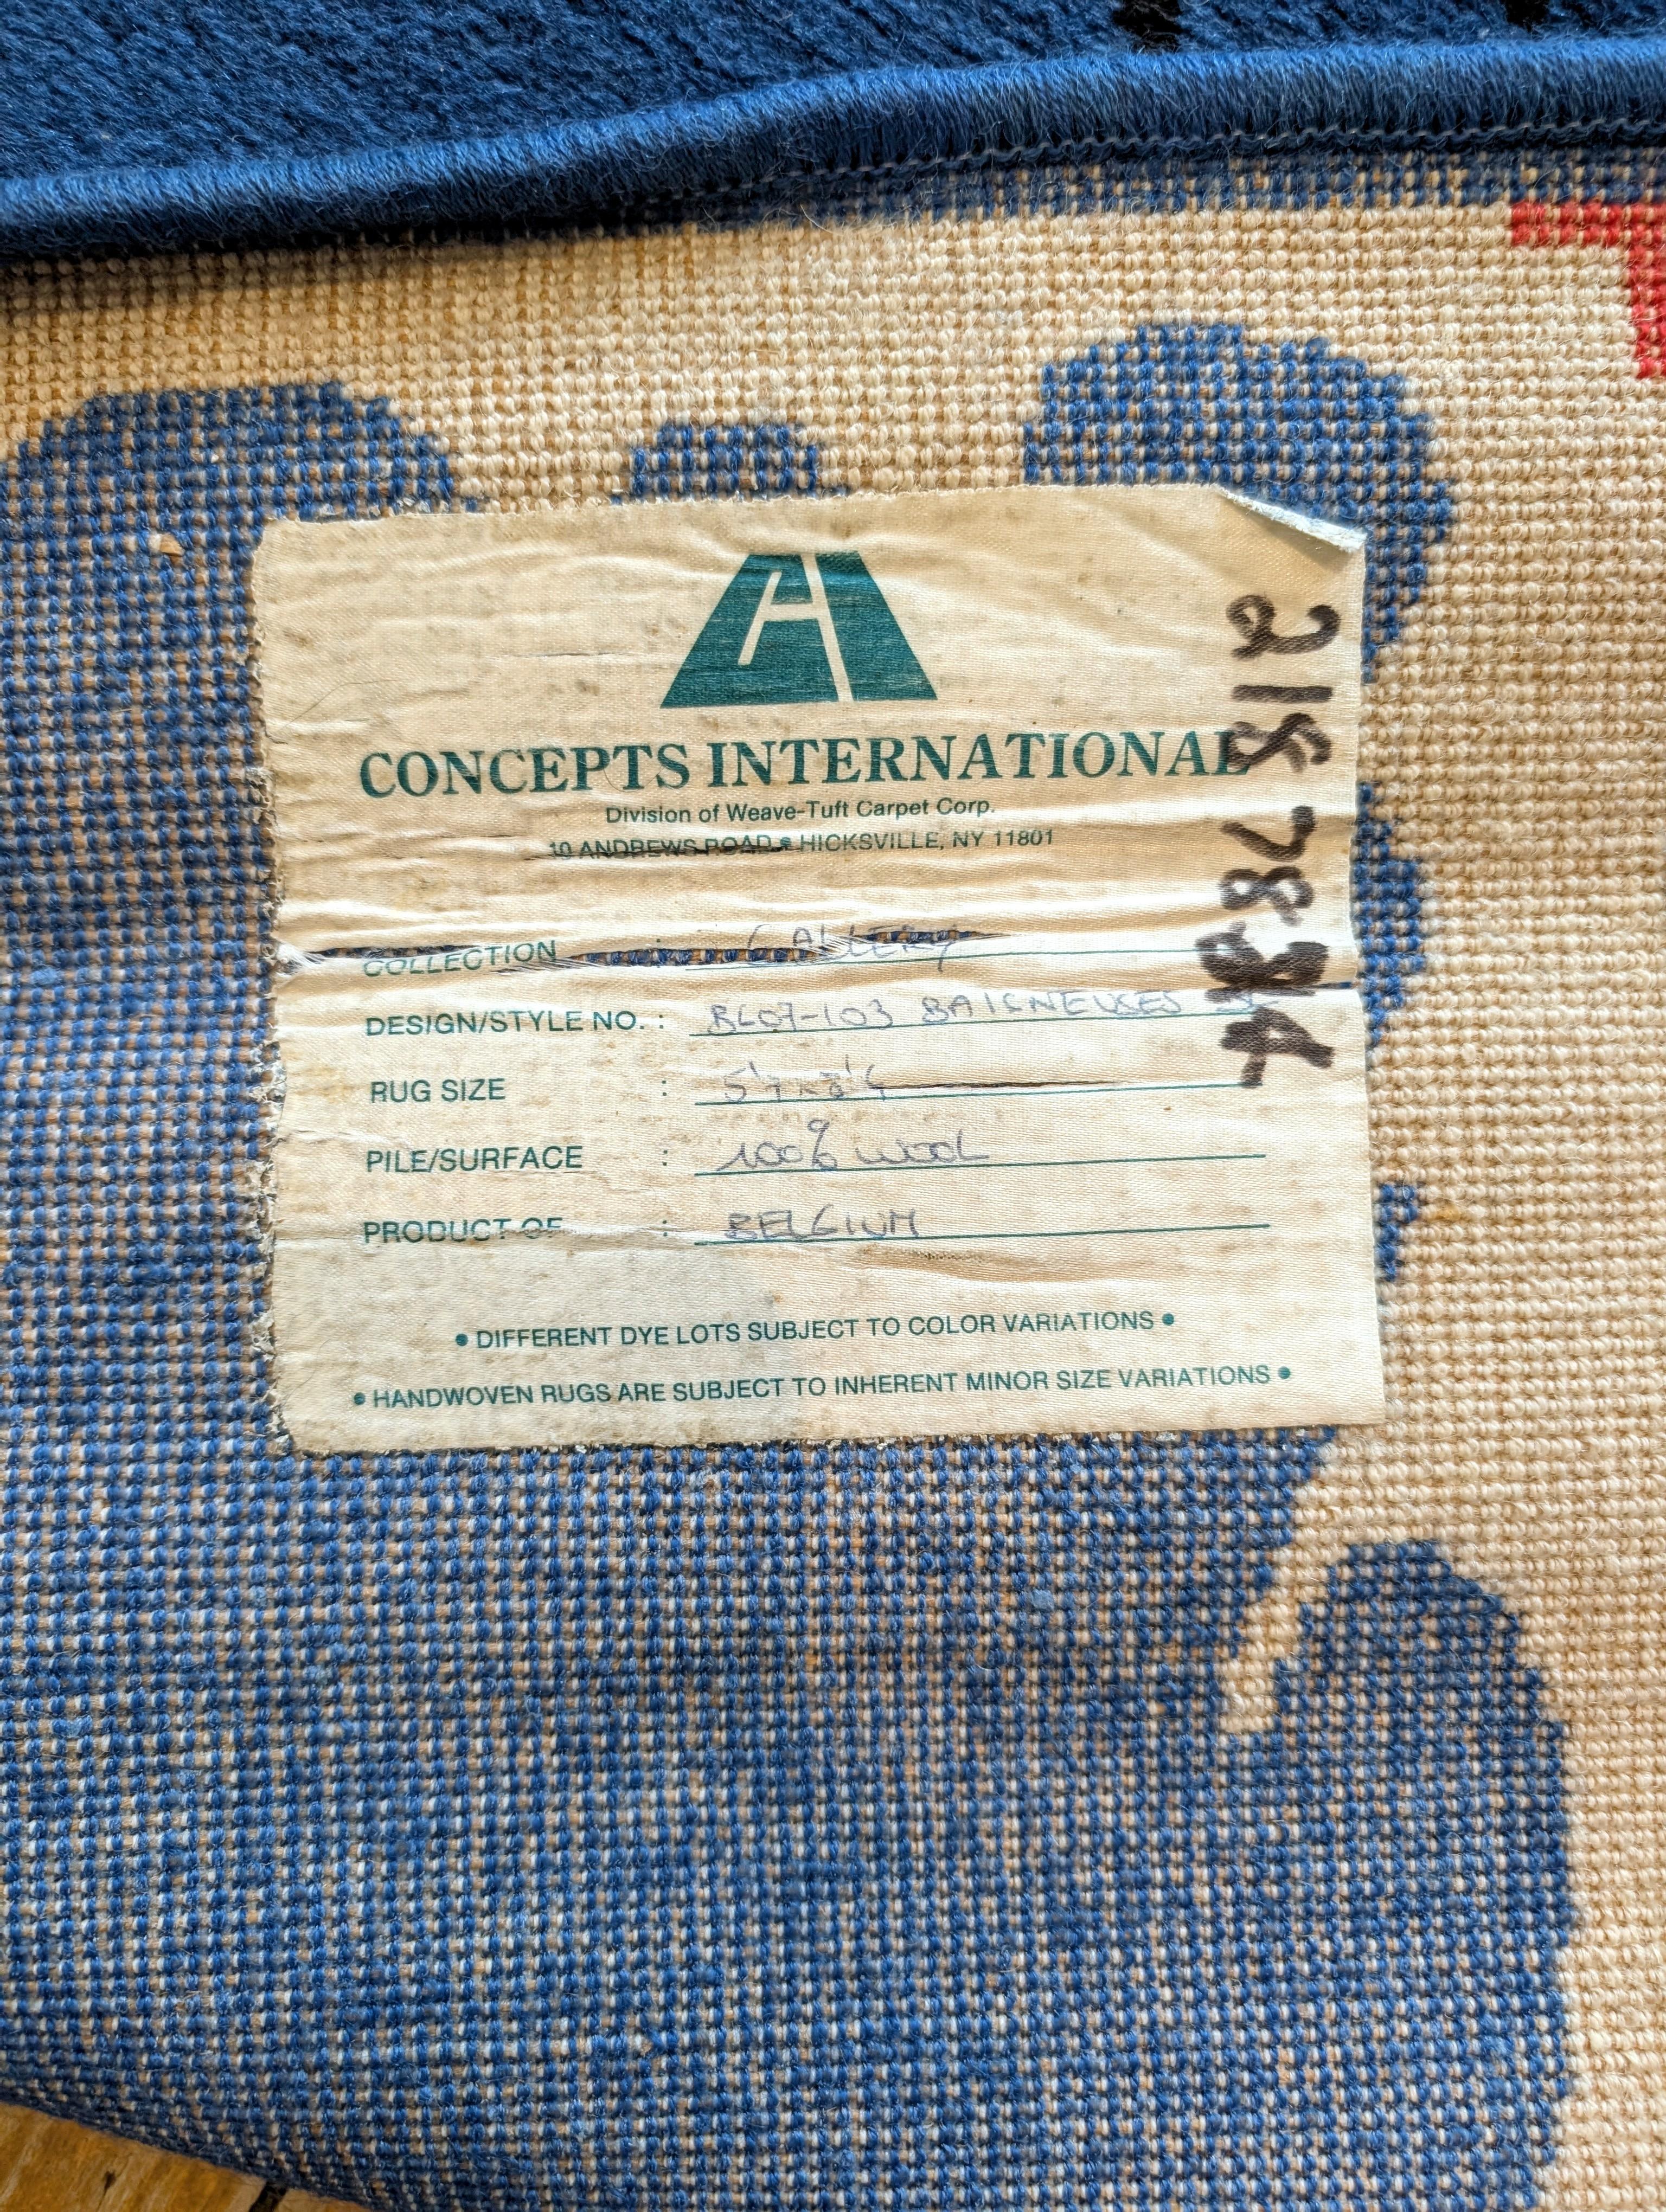 CONCEPTS INTERNATIONAL
Division of Weave-Tuft Carpet Corp.
10 ANDREWS ROAD • HICKSVILLE, NY 11801
COLLECTION : GALLERY
DESIGN/STYLE NO. : BAIGNEUSES
RUG SIZE :
PILE/SURFACE : 100% WOOL
PRODUCT OF : BELGIUM
• DIFFERENT DYE LOTS SUBJECT TO COLOR VARIATIONS •
• HANDWOVEN RUGS ARE SUBJECT TO INHERENT MINOR SIZE VARIATIONS •